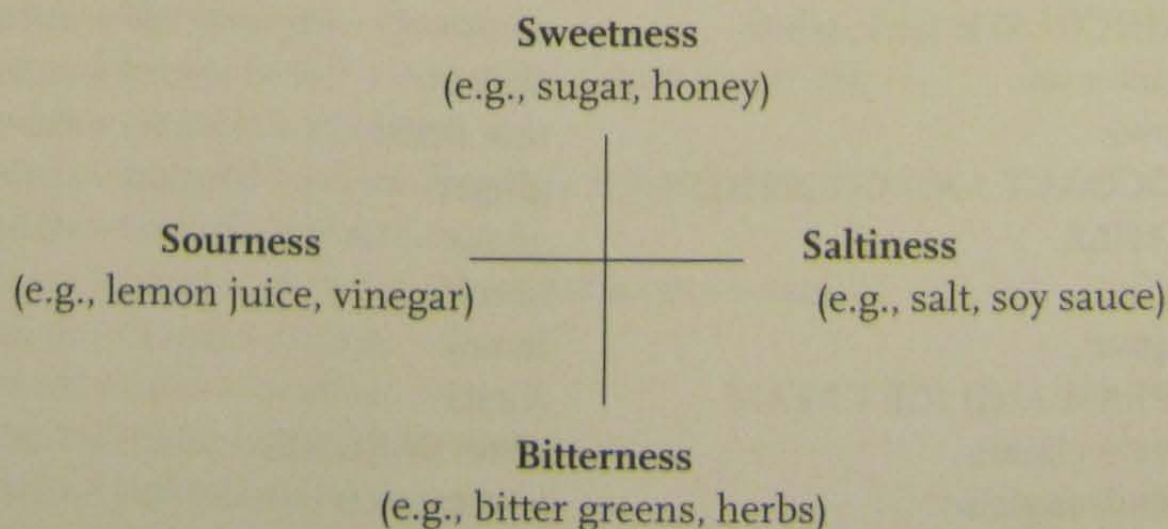 Sweetness
(e.g., sugar, honey)
Sourness
(e.g., lemon juice, vinegar)
Saltiness
(e.g., salt, soy sauce)
Bitterness
(e.g., bitter greens, herbs)